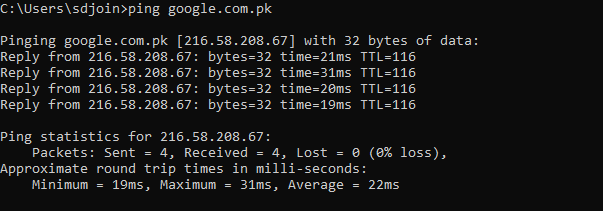 C:\Users\sdjoin>ping google.com.pk
Pinging google.com.pk [216.58.208.67] with 32 bytes of data:
Reply from 216.58.208.67: bytes=32 time=21ms TTL=116
Reply from 216.58.208.67: bytes=32 time=31ms TTL=116
Reply from 216.58.208.67: bytes=32 time=20ms TTL=116
Reply from 216.58.208.67: bytes=32 time=19ms TTL=116
Ping statistics for 216.58.208.67:
    Packets: Sent = 4, Received = 4, Lost = 0 (0% loss),
Approximate round trip times in milli-seconds:
    Minimum = 19ms, Maximum = 31ms, Average = 22ms